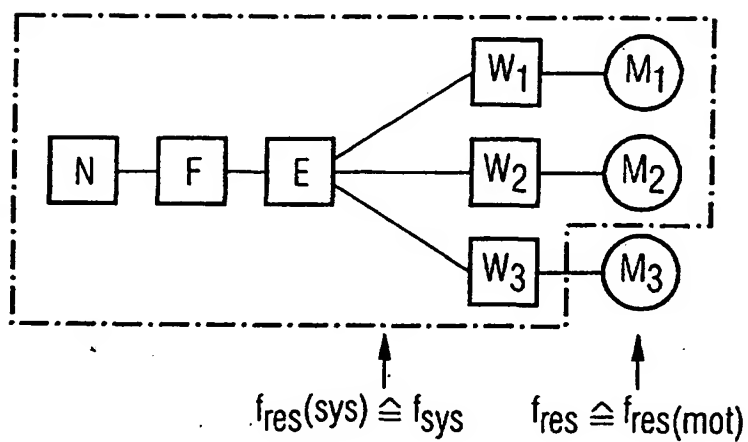 W₁ M₁
N F E W₂ M₂
W₃ M₃
fres(sys) ≙ fsys fres ≙ fres(mot)